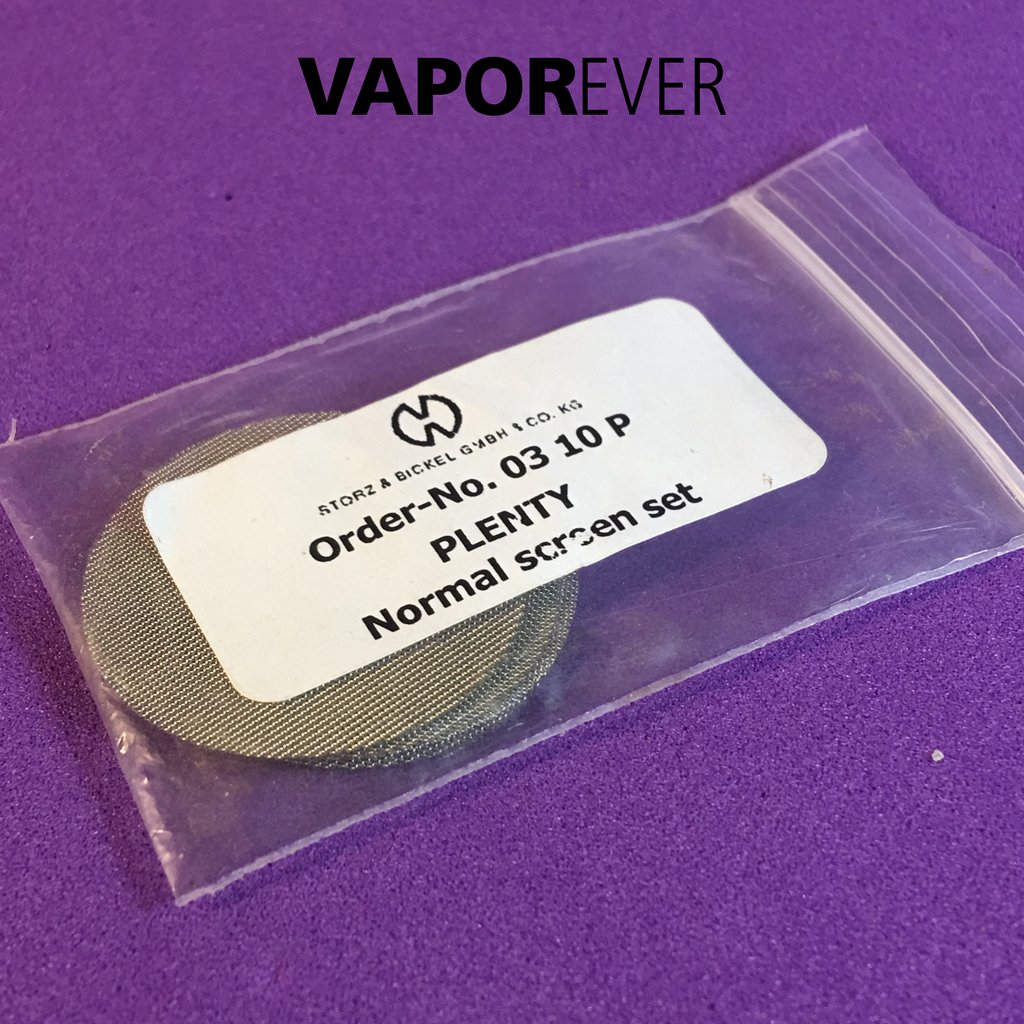 VAPOREVER
STORZ & BICKEL GMBH & CO. KG
Order-No. 03 10 P
PLENTY
Normal screen set